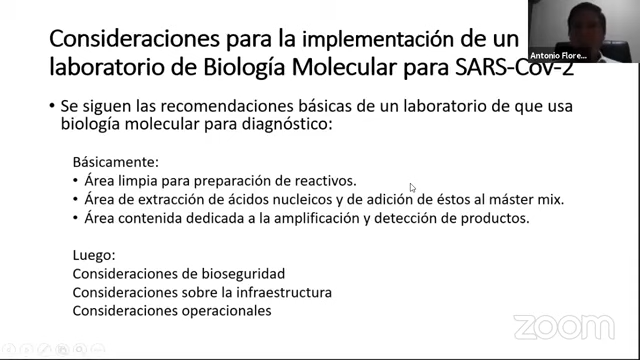 Consideraciones para la implementación de un
laboratorio de Biología Molecular para SARS-Cov-2
Antonio Flore...
• Se siguen las recomendaciones básicas de un laboratorio de que usa
biología molecular para diagnóstico:
Básicamente:
• Área limpia para preparación de reactivos.
• Área de extracción de ácidos nucleicos y de adición de éstos al máster mix.
• Área contenida dedicada a la amplificación y detección de productos.
Luego:
Consideraciones de bioseguridad
Consideraciones sobre la infraestructura
Consideraciones operacionales
zoom